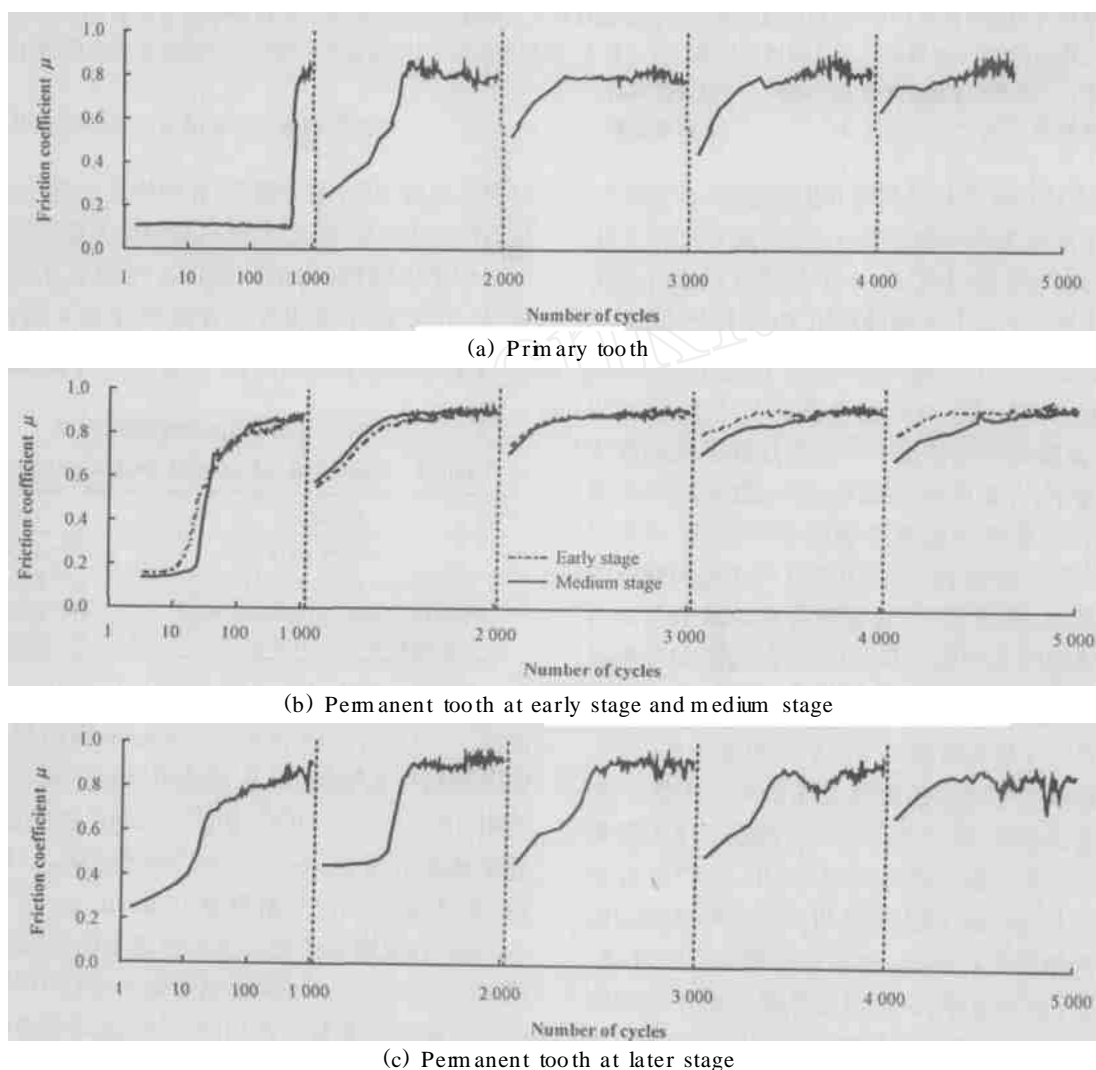 1.0
0.8
0.6
0.4
0.2
0.0
Friction coefficient μ
1 10 100 1 000 2 000 3 000 4 000 5 000
Number of cycles
(a) Primary tooth
1.0
0.8
0.6
0.4
0.2
0.0
Friction coefficient μ
Early stage
Medium stage
1 10 100 1 000 2 000 3 000 4 000 5 000
Number of cycles
(b) Permanent tooth at early stage and medium stage
1.0
0.8
0.6
0.4
0.2
0.0
Friction coefficient μ
1 10 100 1 000 2 000 3 000 4 000 5 000
Number of cycles
(c) Permanent tooth at later stage